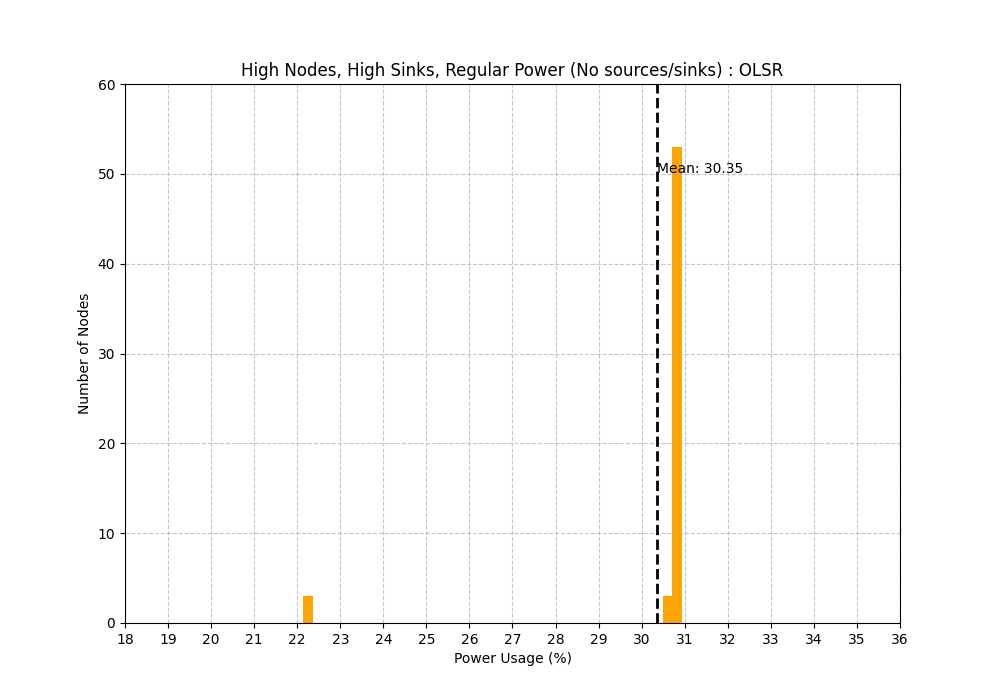 High Nodes, High Sinks, Regular Power (No sources/sinks) : OLSR
60
50
40
30
20
10
0
Number of Nodes
Mean: 30.35
18 19 20 21 22 23 24 25 26 27 28 29 30 31 32 33 34 35 36
Power Usage (%)